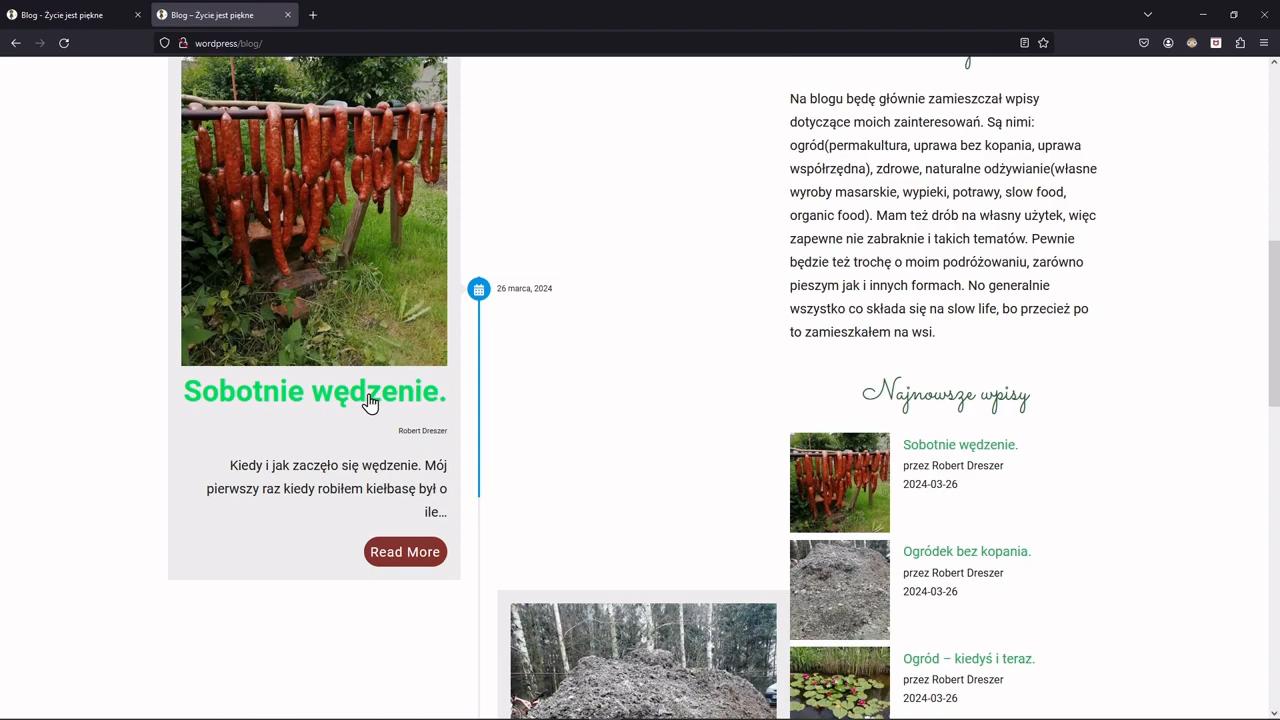 Blog - Życie jest piękne
Blog – Życie jest piękne
wordpress/blog/
26 marca, 2024
Sobotnie wędzenie.
Robert Dreszer
Kiedy i jak zaczęło się wędzenie. Mój
pierwszy raz kiedy robiłem kiełbasę był o
ile...
Read More
Na blogu będę głównie zamieszczał wpisy
dotyczące moich zainteresowań. Są nimi:
ogród(permakultura, uprawa bez kopania, uprawa
współrzędna), zdrowe, naturalne odżywianie(własne
wyroby masarskie, wypieki, potrawy, slow food,
organic food). Mam też drób na własny użytek, więc
zapewne nie zabraknie i takich tematów. Pewnie
będzie też trochę o moim podróżowaniu, zarówno
pieszym jak i innych formach. No generalnie
wszystko co składa się na slow life, bo przecież po
to zamieszkałem na wsi.
Najnowsze wpisy
Sobotnie wędzenie.
przez Robert Dreszer
2024-03-26
Ogródek bez kopania.
przez Robert Dreszer
2024-03-26
Ogród – kiedyś i teraz.
przez Robert Dreszer
2024-03-26